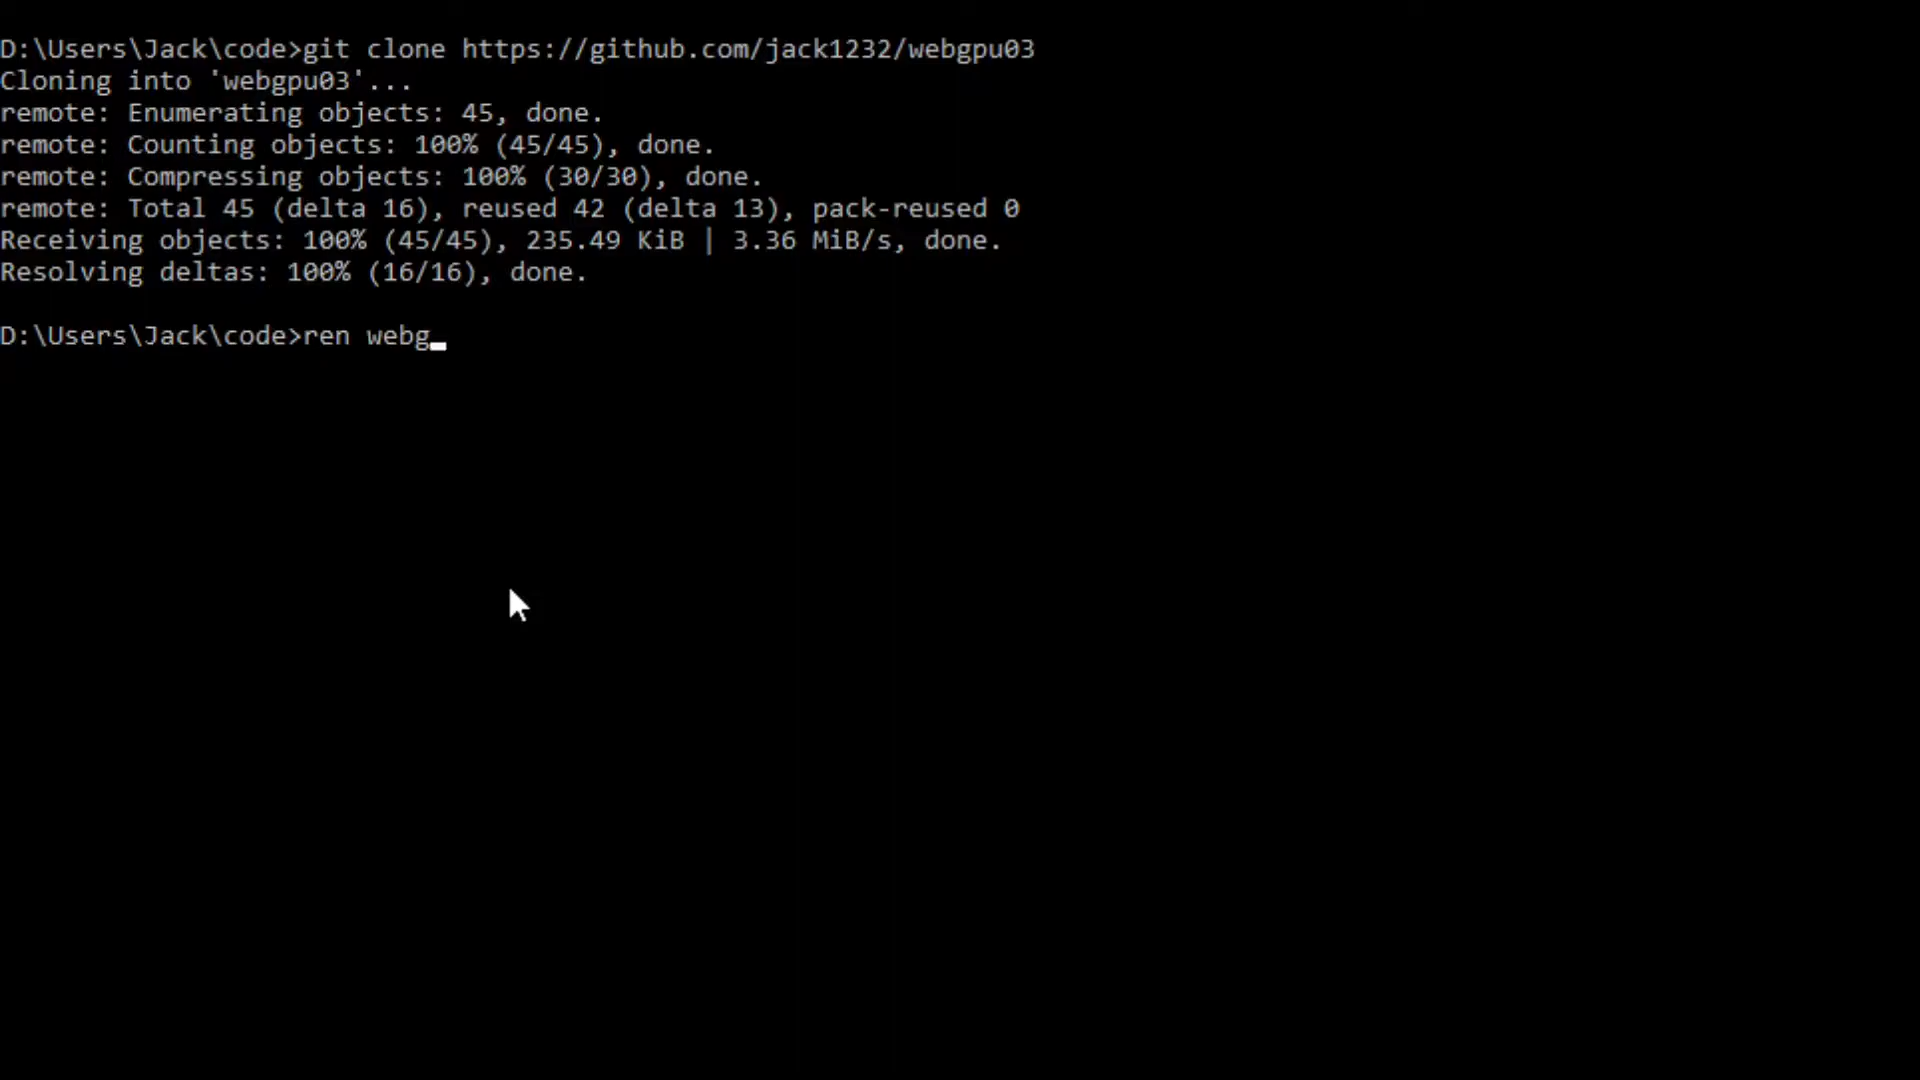 D:\Users\Jack\code>git clone https://github.com/jack1232/webgpu03
Cloning into 'webgpu03'...
remote: Enumerating objects: 45, done.
remote: Counting objects: 100% (45/45), done.
remote: Compressing objects: 100% (30/30), done.
remote: Total 45 (delta 16), reused 42 (delta 13), pack-reused 0
Receiving objects: 100% (45/45), 235.49 KiB | 3.36 MiB/s, done.
Resolving deltas: 100% (16/16), done.
D:\Users\Jack\code>ren webg